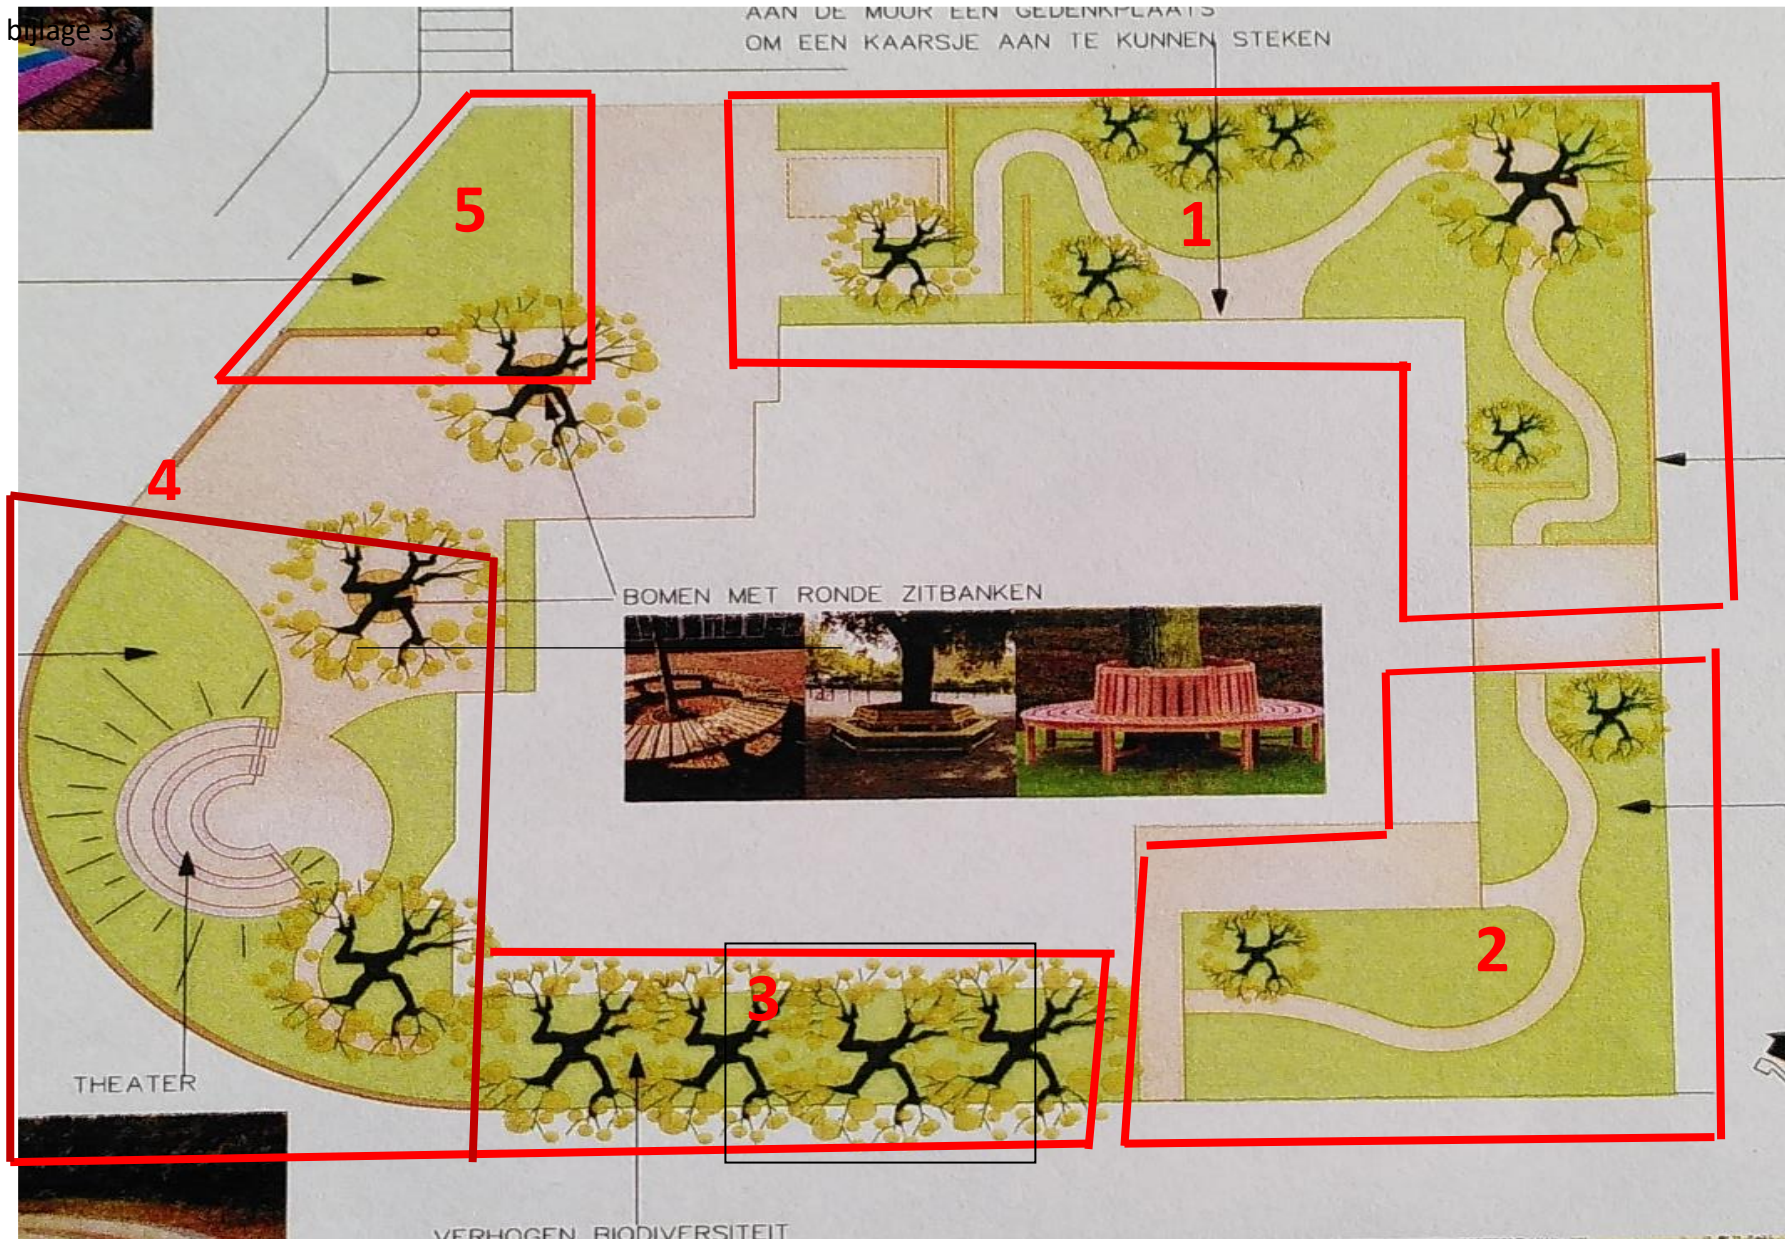 bijlage 3
AAN DE MUUR EEN GEDENKPLAATS
OM EEN KAARSJE AAN TE KUNNEN STEKEN
5
1
4
BOMEN MET RONDE ZITBANKEN
2
3
THEATER
VERHOGEN BIODIVERSITEIT